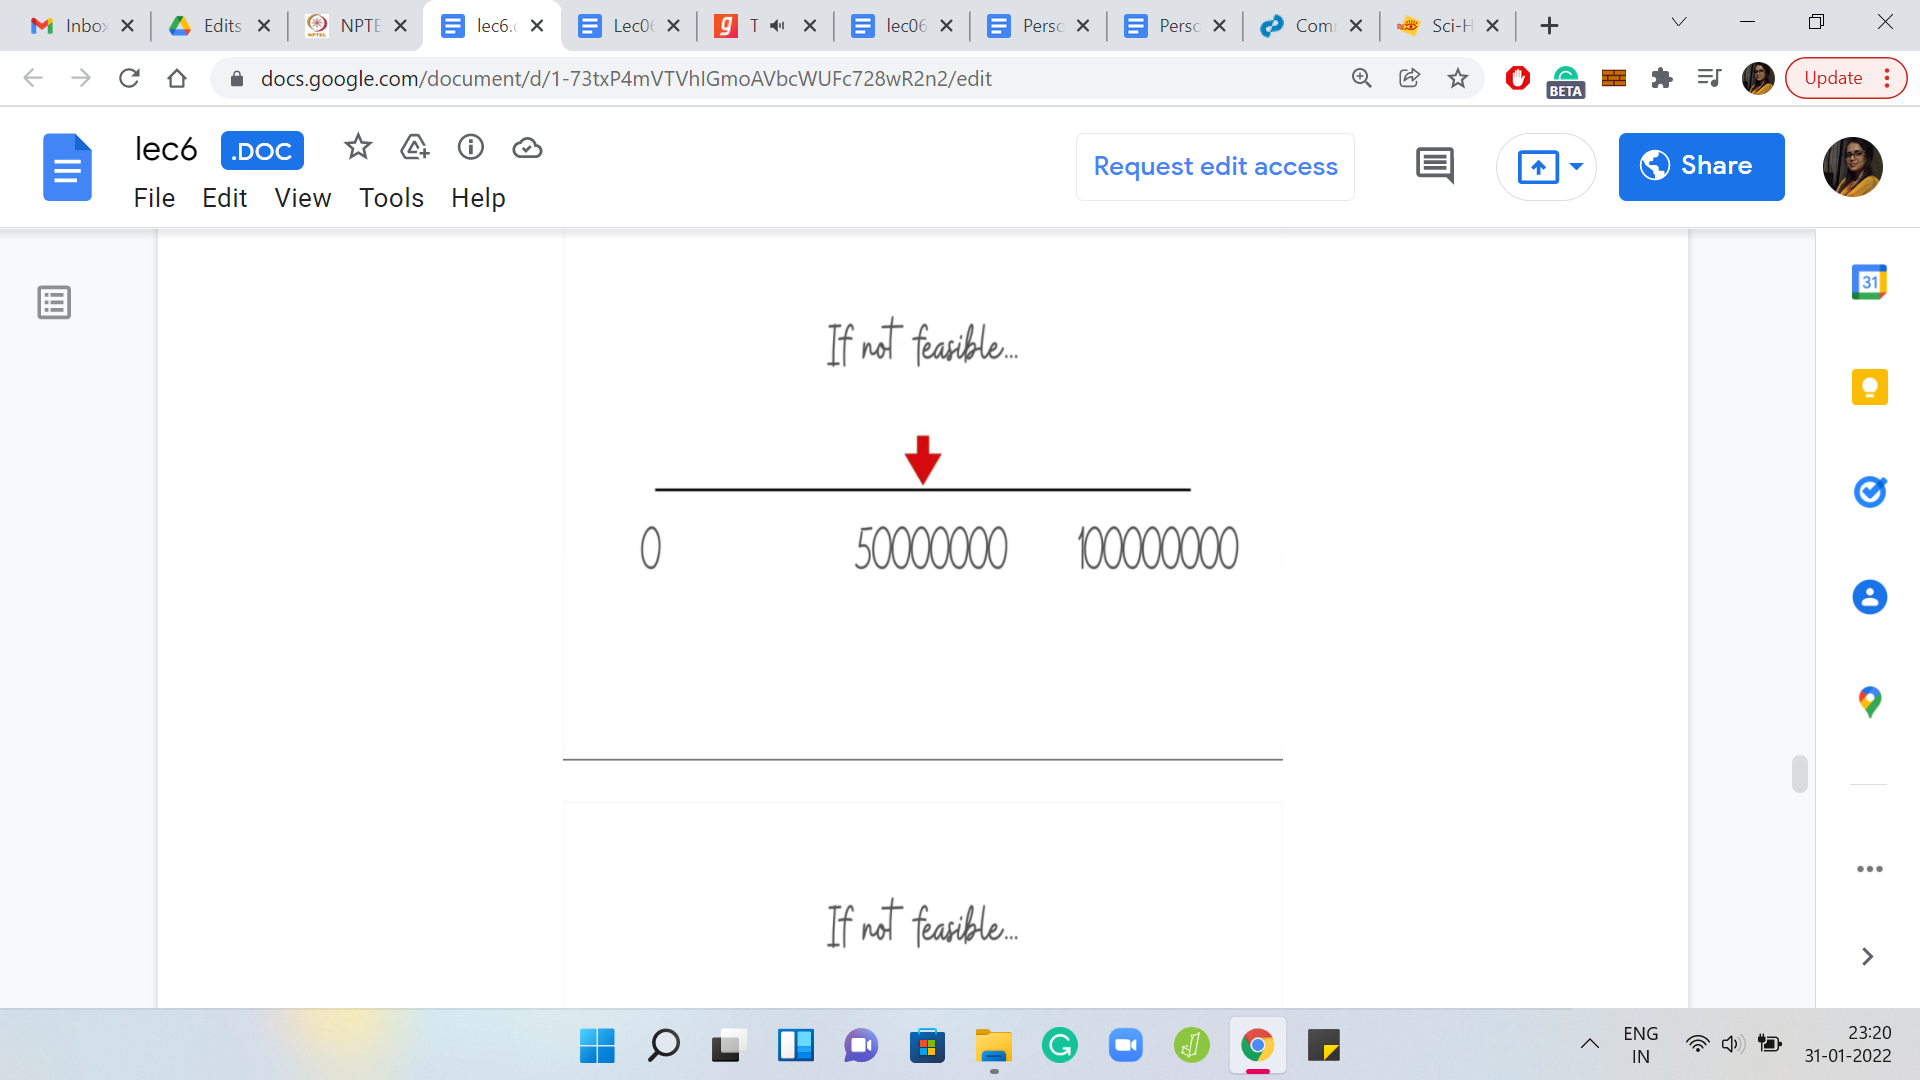 Inbox
Edits
NPTE
lec6.
Lec06
T
lec06
Perso
Perso
Com
Sci-H
docs.google.com/document/d/1-73txP4mVTVhlGmoAVbcWUFc728wR2n2/edit
BETA
Update
lec6 .DOC
Request edit access
Share
File Edit View Tools Help
31
If not feasible...
0 50000000 100000000
If not feasible...
ENG
IN
23:20
31-01-2022